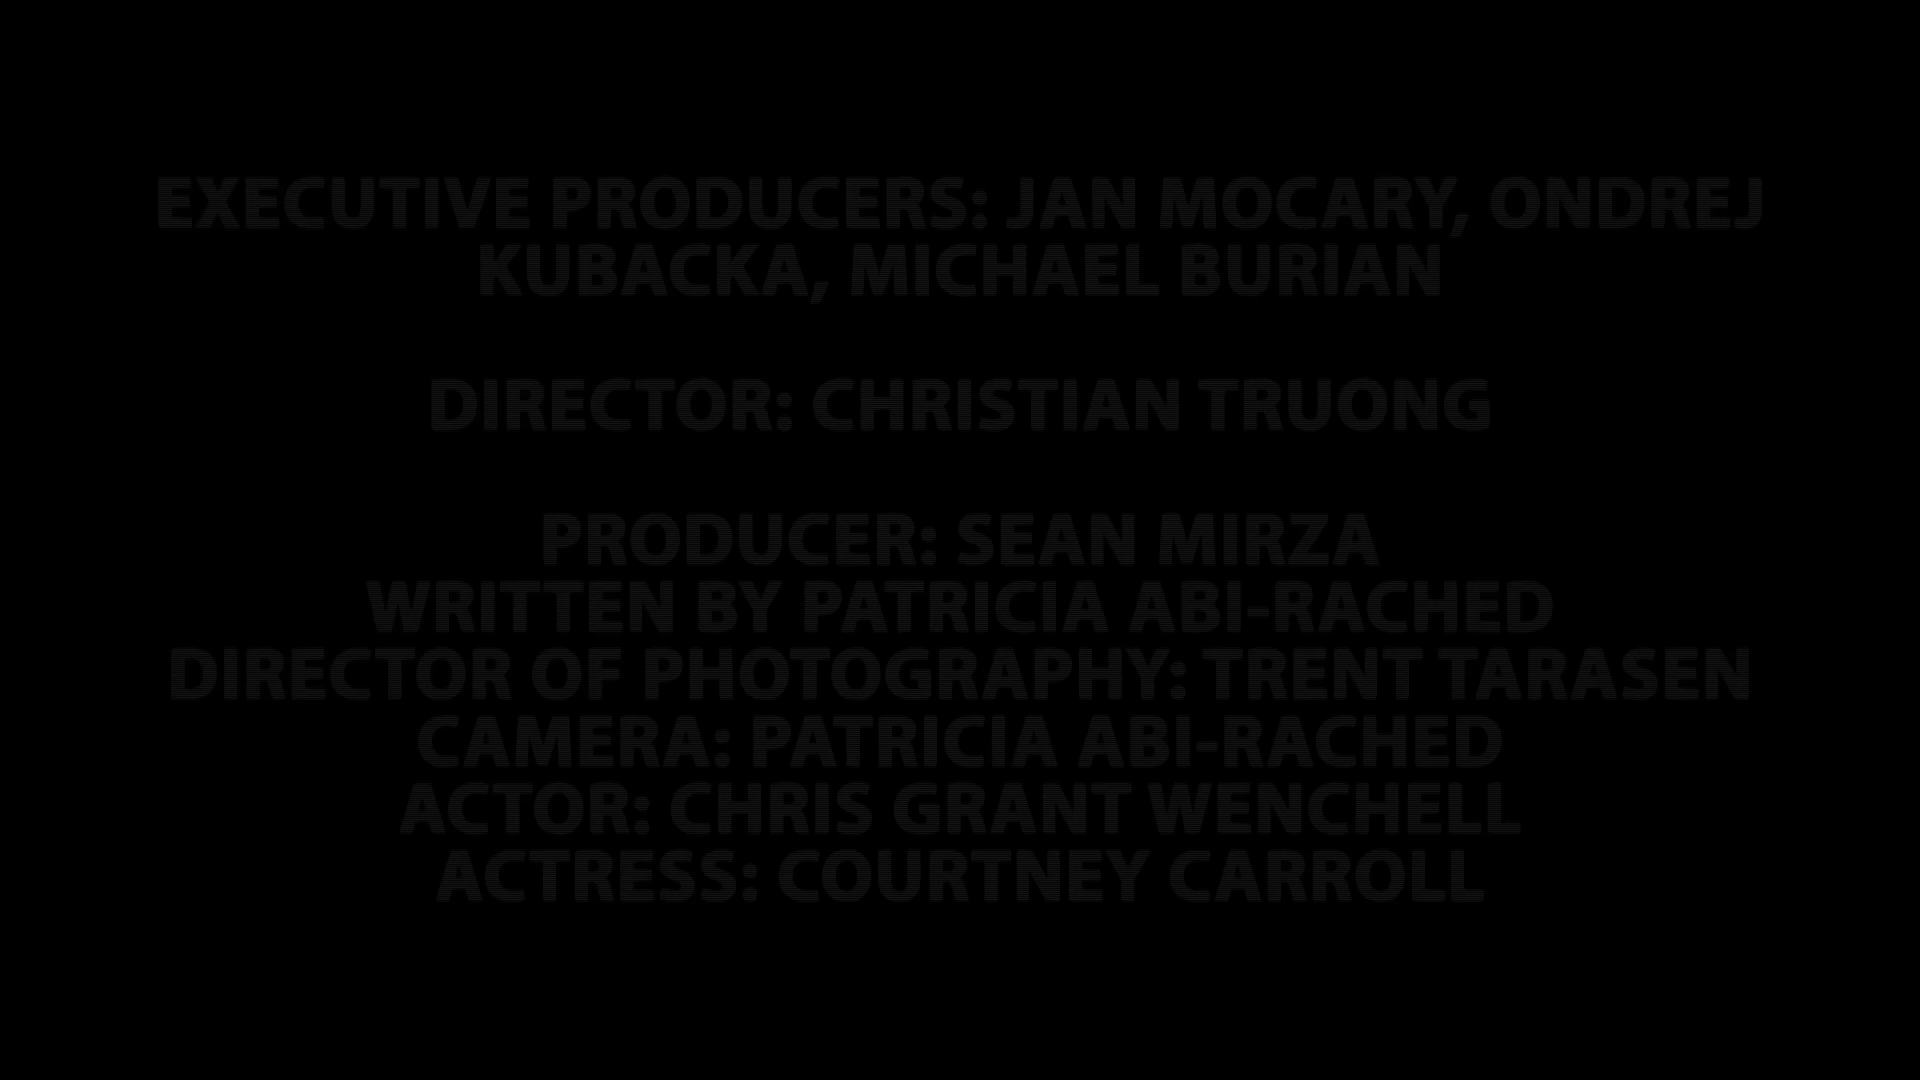 EXECUTIVE PRODUCERS: JAN MOCARY, ONDREJ
KUBACKA, MICHAEL BURIAN
DIRECTOR: CHRISTIAN TRUONG
PRODUCER: SEAN MIRZA
WRITTEN BY PATRICIA ABI-RACHED
DIRECTOR OF PHOTOGRAPHY: TRENT TARASEN
CAMERA: PATRICIA ABI-RACHED
ACTOR: CHRIS GRANT WENCHELL
ACTRESS: COURTNEY CARROLL